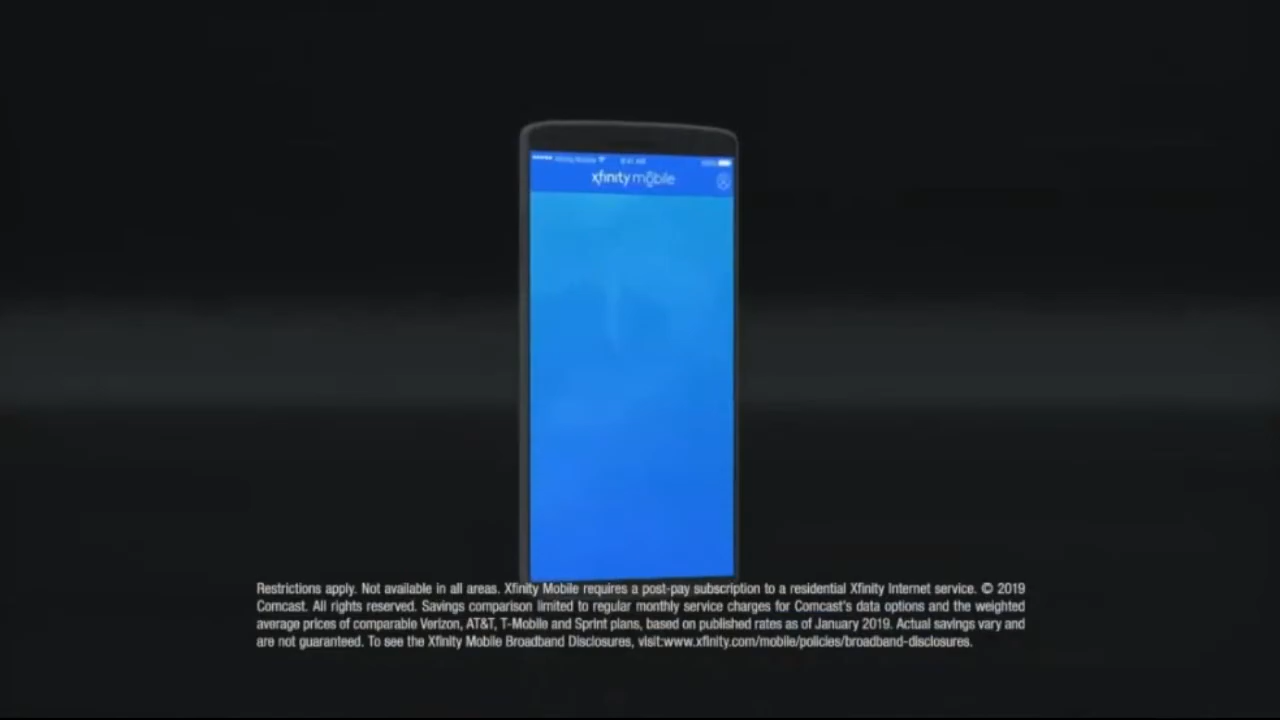 xfinity mobile
Restrictions apply. Not available in all areas. Xfinity Mobile requires a post-pay subscription to a residential Xfinity Internet service. © 2019
Comcast. All rights reserved. Savings comparison limited to regular monthly service charges for Comcast's data options and the weighted
average prices of comparable Verizon, AT&T, T-Mobile and Sprint plans, based on published rates as of January 2019. Actual savings vary and
are not guaranteed. To see the Xfinity Mobile Broadband Disclosures, visit:www.xfinity.com/mobile/policies/broadband-disclosures.